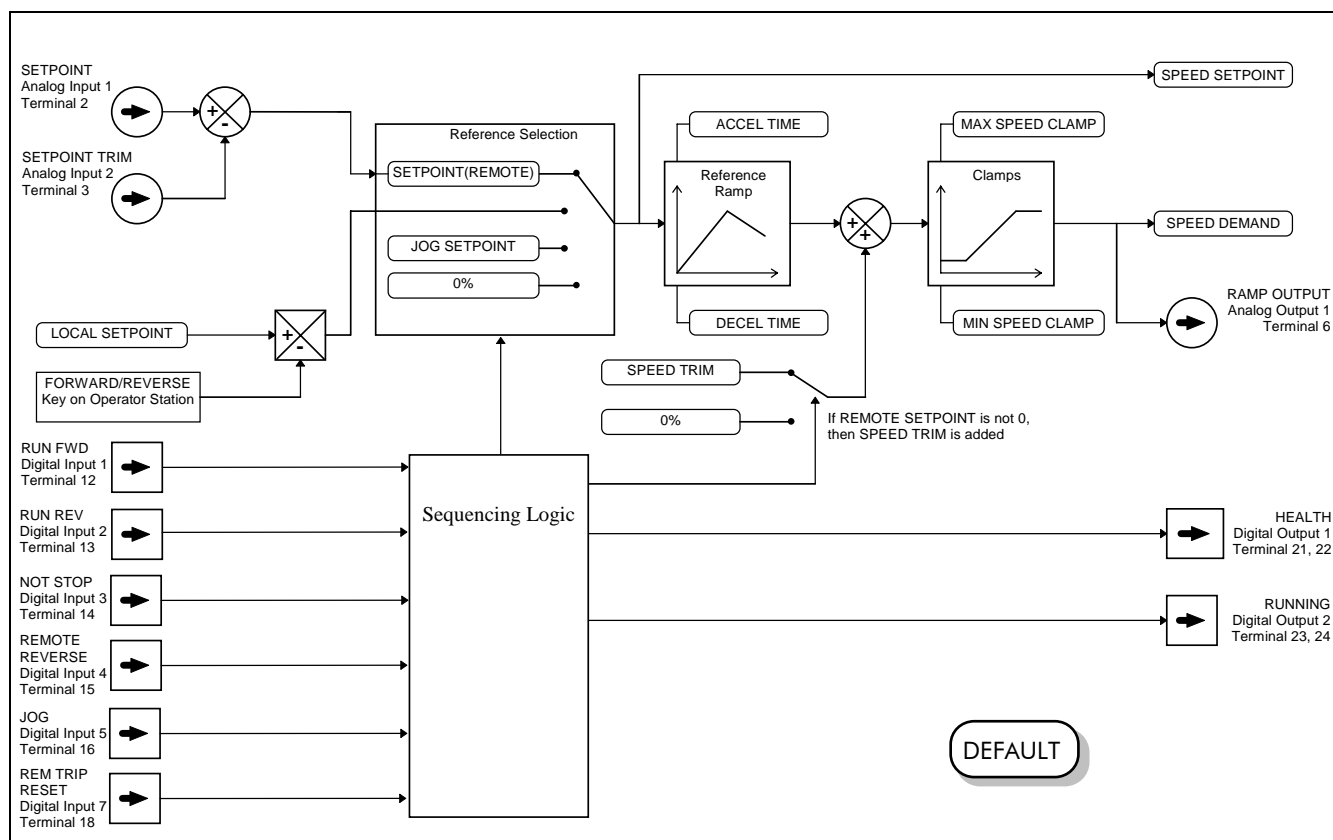 SETPOINT
Analog Input 1
Terminal 2
+
-
SETPOINT TRIM
Analog Input 2
Terminal 3
Reference Selection
SETPOINT(REMOTE)
JOG SETPOINT
0%
SPEED SETPOINT
ACCEL TIME
Reference
Ramp
DECEL TIME
+
+
MAX SPEED CLAMP
Clamps
MIN SPEED CLAMP
SPEED DEMAND
RAMP OUTPUT
Analog Output 1
Terminal 6
LOCAL SETPOINT
+
-
FORWARD/REVERSE
Key on Operator Station
SPEED TRIM
0%
If REMOTE SETPOINT is not 0,
then SPEED TRIM is added
RUN FWD
Digital Input 1
Terminal 12
RUN REV
Digital Input 2
Terminal 13
NOT STOP
Digital Input 3
Terminal 14
REMOTE
REVERSE
Digital Input 4
Terminal 15
JOG
Digital Input 5
Terminal 16
REM TRIP
RESET
Digital Input 7
Terminal 18
Sequencing Logic
HEALTH
Digital Output 1
Terminal 21, 22
RUNNING
Digital Output 2
Terminal 23, 24
DEFAULT